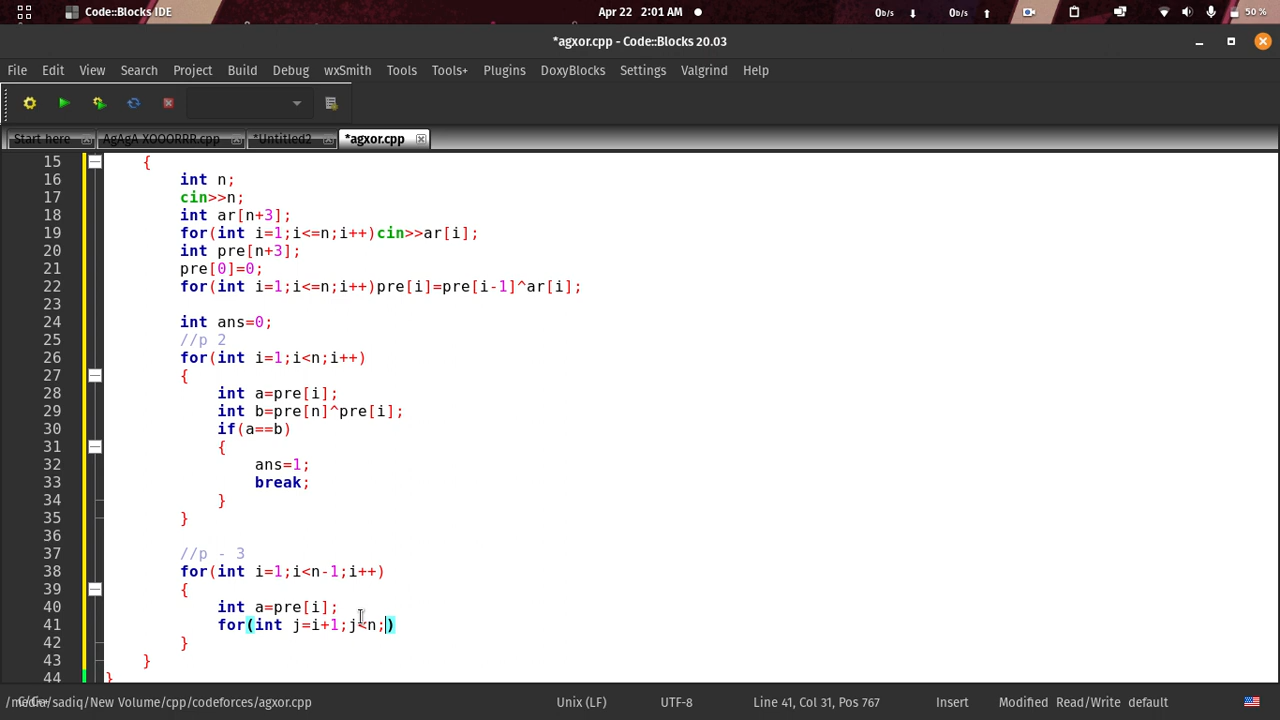 Code::Blocks IDE
Apr 22 2:01 AM
0b/s 0b/s 50 %
*agxor.cpp - Code::Blocks 20.03
File Edit View Search Project Build Debug wxSmith Tools Tools+ Plugins DoxyBlocks Settings Valgrind Help
Start here AgAgA XOOORRR.cpp *Untitled2 *agxor.cpp
15 {
16 int n;
17 cin>>n;
18 int ar[n+3];
19 for(int i=1;i<=n;i++)cin>>ar[i];
20 int pre[n+3];
21 pre[0]=0;
22 for(int i=1;i<=n;i++)pre[i]=pre[i-1]^ar[i];
23
24 int ans=0;
25 //p 2
26 for(int i=1;i<n;i++)
27 {
28 int a=pre[i];
29 int b=pre[n]^pre[i];
30 if(a==b)
31 {
32 ans=1;
33 break;
34 }
35 }
36
37 //p - 3
38 for(int i=1;i<n-1;i++)
39 {
40 int a=pre[i];
41 for(int j=i+1;j<n;)
42 }
43 }
44 }
/media/sadiq/New Volume/cpp/codeforces/agxor.cpp Unix (LF) UTF-8 Line 41, Col 31, Pos 767 Insert Modified Read/Write default